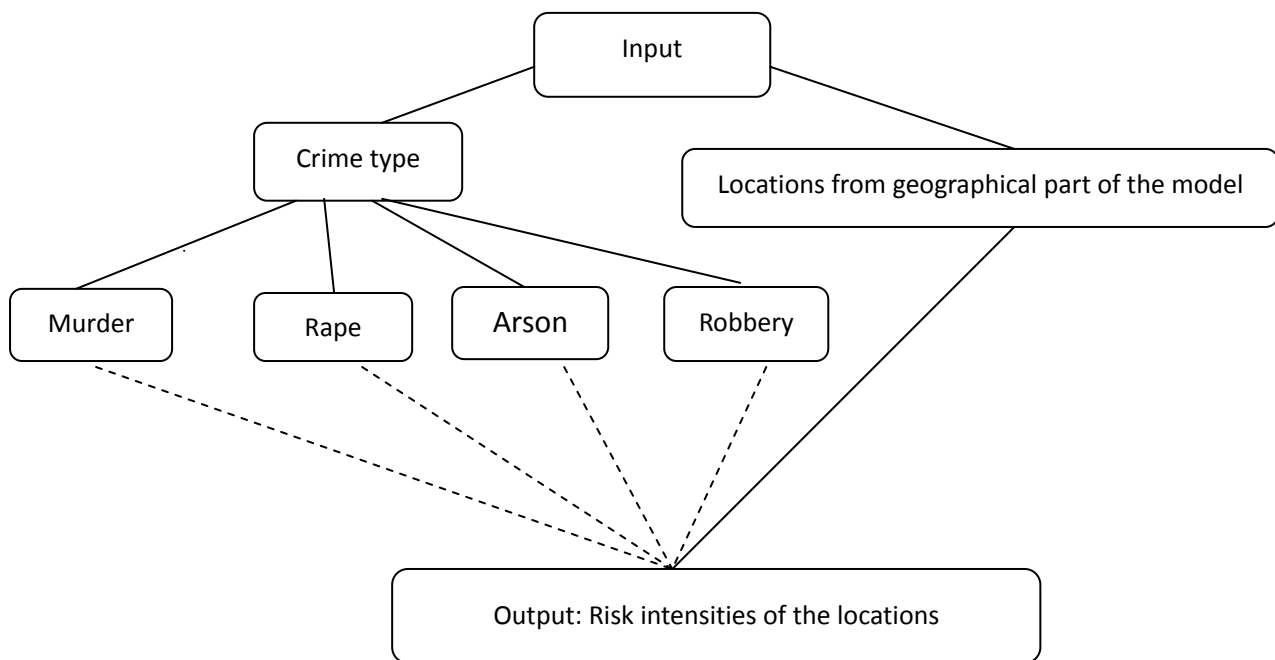 Input
Crime type
Locations from geographical part of the model
Murder
Rape
Arson
Robbery
Output: Risk intensities of the locations